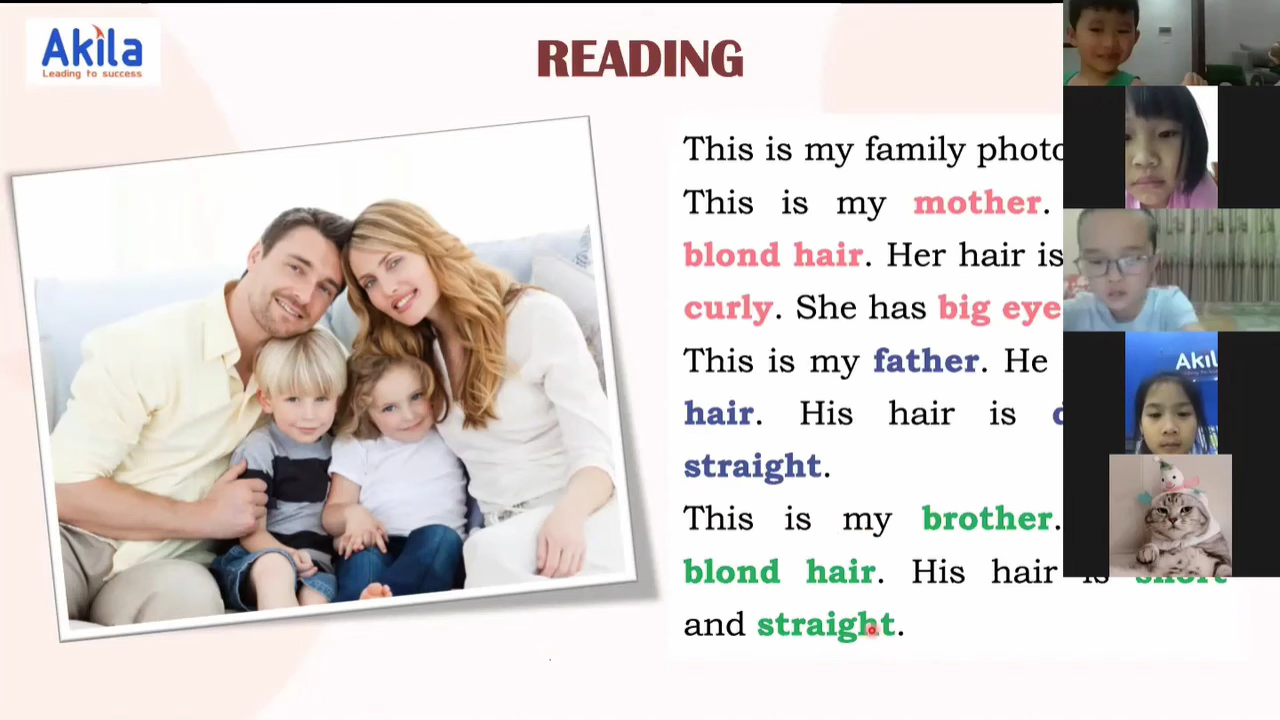 Akila
Leading to success
READING
This is my family photo
This is my mother.
blond hair. Her hair is
curly. She has big eye
This is my father. He
hair. His hair is
straight.
This is my brother.
blond hair. His hair is short
and straight.
Akil